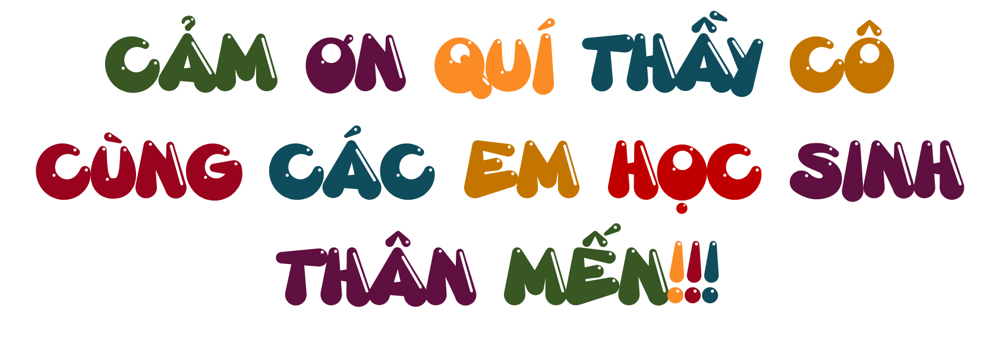 CẢM ƠN QUÍ THẦY CÔ
CÙNG CÁC EM HỌC SINH
THÂN MẾN!!!